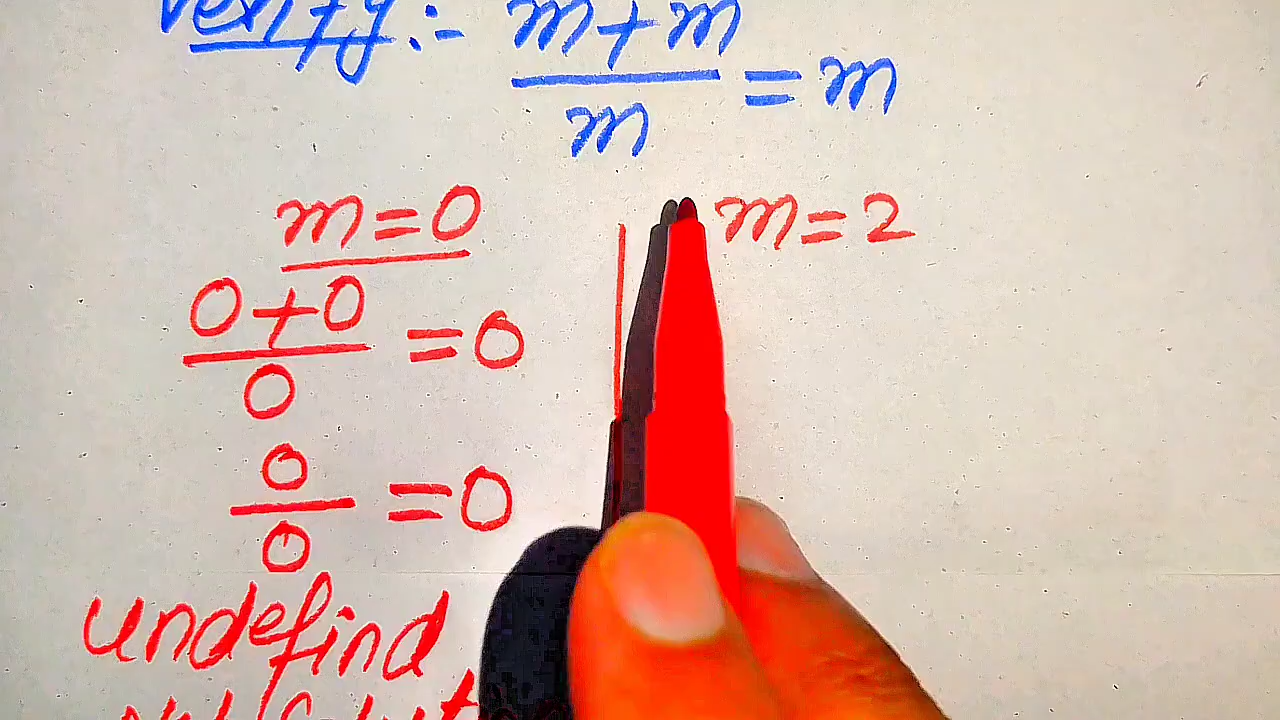 Verify :- m+m
—— = m
m
m=0
0+0
—— = 0
0
0
— = 0
0
undefind
m=2